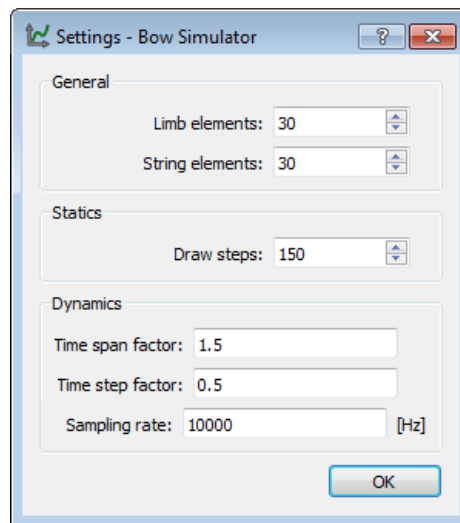 Settings - Bow Simulator ?
General
Limb elements: 30
String elements: 30
Statics
Draw steps: 150
Dynamics
Time span factor: 1.5
Time step factor: 0.5
Sampling rate: 10000 [Hz]
OK